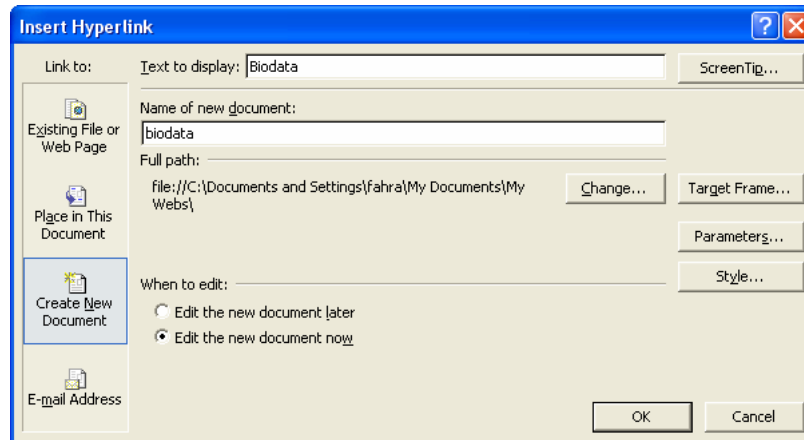 Insert Hyperlink
Link to:
Text to display: Biodata
ScreenTip...
Existing File or
Web Page
Place in This
Document
Create New
Document
E-mail Address
Name of new document:
biodata
Full path:
file://C:\Documents and Settings\fahra\My Documents\My
Webs\
Change...
Target Frame...
Parameters...
Style...
When to edit:
Edit the new document later
Edit the new document now
OK
Cancel